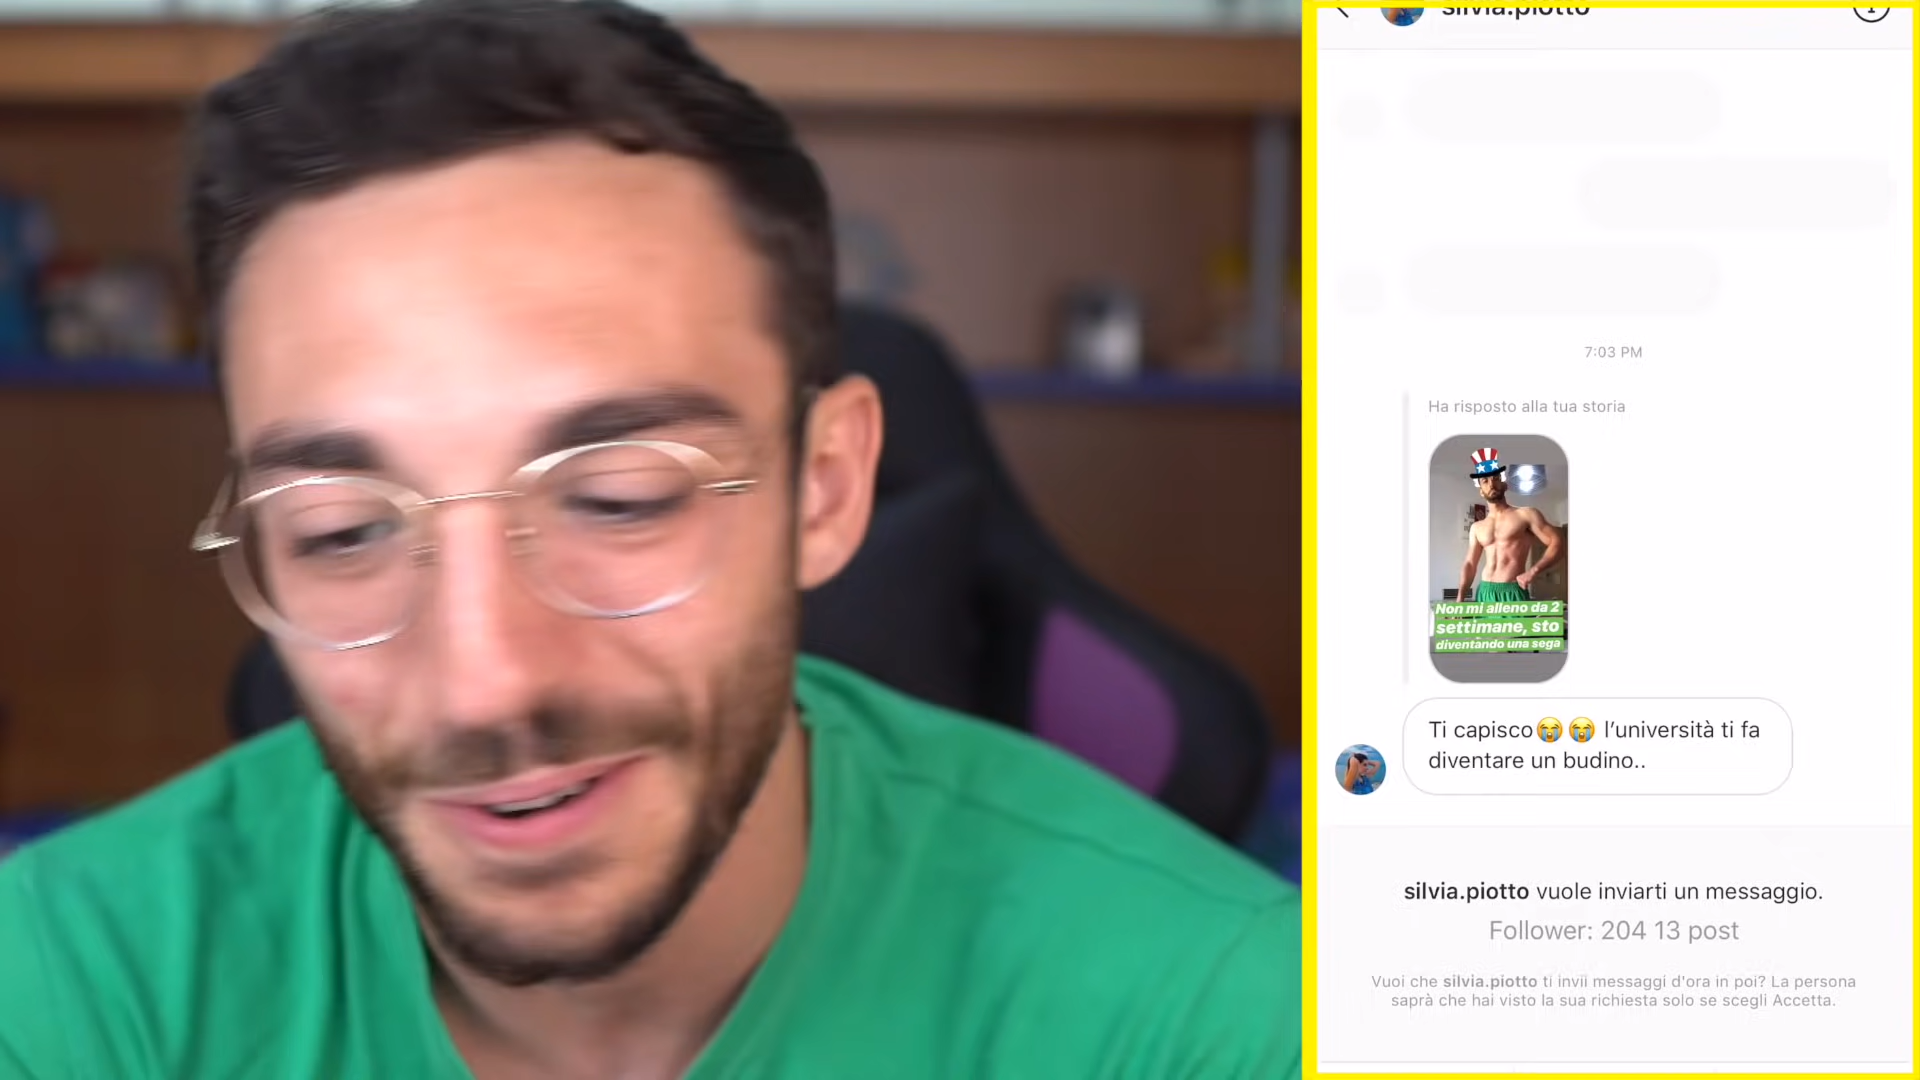 silvia.piotto
7:03 PM
Ha risposto alla tua storia
Non mi alleno da 2
settimane, sto
diventando una sega
Ti capisco😭😭 l’università ti fa
diventare un budino..
silvia.piotto vuole inviarti un messaggio.
Follower: 204 13 post
Vuoi che silvia.piotto ti invii messaggi d'ora in poi? La persona
saprà che hai visto la sua richiesta solo se scegli Accetta.